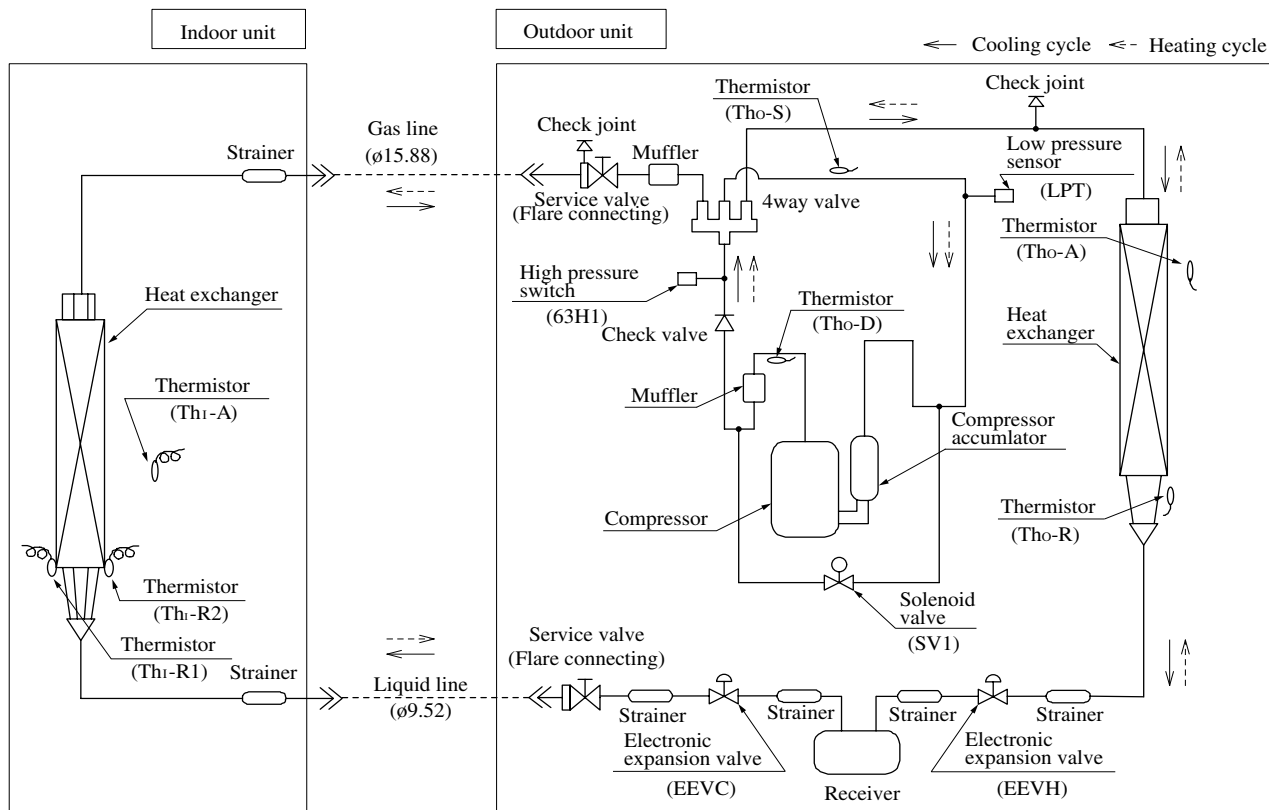 Indoor unit
Outdoor unit
Cooling cycle
Heating cycle
Check joint
Thermistor
(Tho-S)
Gas line
(ø15.88)
Check joint
Strainer
Muffler
Low pressure
sensor
(LPT)
Service valve
(Flare connecting)
4way valve
Thermistor
(Tho-A)
High pressure
switch
(63H1)
Thermistor
(Tho-D)
Heat exchanger
Check valve
Heat
exchanger
Thermistor
(ThI-A)
Muffler
Compressor
accumlator
Compressor
Thermistor
(Tho-R)
Thermistor
(ThI-R2)
Solenoid
valve
(SV1)
Thermistor
(ThI-R1)
Service valve
(Flare connecting)
Strainer
Liquid line
(ø9.52)
Strainer
Strainer
Strainer
Strainer
Electronic
expansion valve
(EEVC)
Receiver
Electronic
expansion valve
(EEVH)